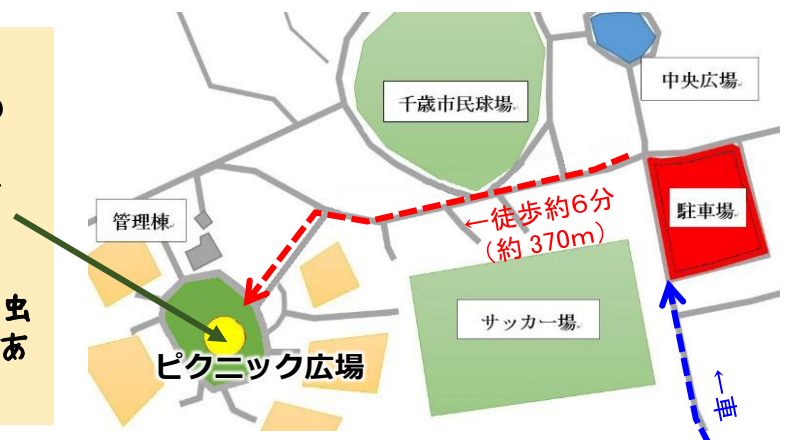 の
虫
あ
千歳市民球場
中央広場
管理棟
←徒歩約6分
(約 370m)
駐車場
サッカー場
ピクニック広場
←車